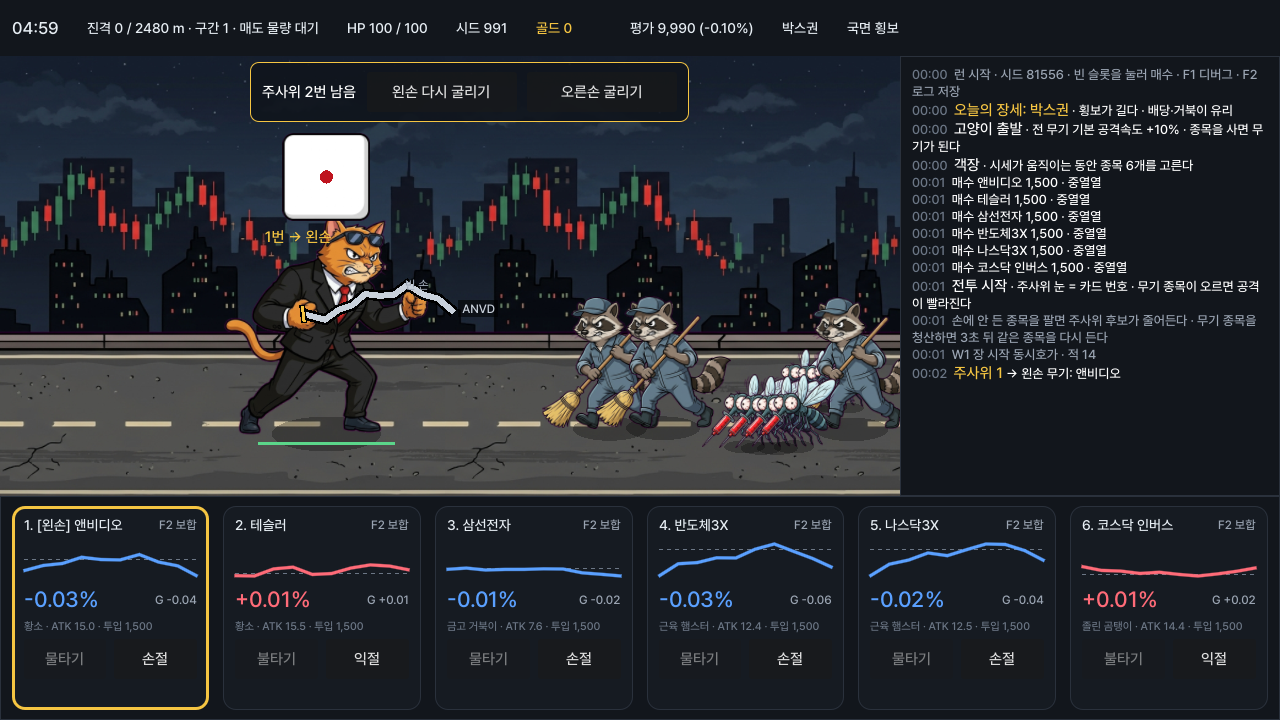 04:59 진격 0 / 2480 m · 구간 1 · 매도 물량 대기 HP 100 / 100 시드 991 골드 0 평가 9,990 (-0.10%) 박스권 국면 횡보
주사위 2번 남음 왼손 다시 굴리기 오른손 굴리기
1번 → 왼손
ANVD
00:00 런 시작 · 시드 81556 · 빈 슬롯을 눌러 매수 · F1 디버그 · F2
로그 저장
00:00 오늘의 장세: 박스권 · 횡보가 길다 · 배당·거북이 유리
00:00 고양이 출발 · 전 무기 기본 공격속도 +10% · 종목을 사면 무
기가 된다
00:00 객장 · 시세가 움직이는 동안 종목 6개를 고른다
00:01 매수 앤비디오 1,500 · 중열열
00:01 매수 테슬러 1,500 · 중열열
00:01 매수 삼선전자 1,500 · 중열열
00:01 매수 반도체3X 1,500 · 중열열
00:01 매수 나스닥3X 1,500 · 중열열
00:01 매수 코스닥 인버스 1,500 · 중열열
00:01 전투 시작 · 주사위 눈 = 카드 번호 · 무기 종목이 오르면 공격
이 빨라진다
00:01 손에 안 든 종목을 팔면 주사위 후보가 줄어든다 · 무기 종목을
청산하면 3초 뒤 같은 종목을 다시 든다
00:01 W1 장 시작 동시호가 · 적 14
00:02 주사위 1 → 왼손 무기: 앤비디오
1. [왼손] 앤비디오 F2 보합
-0.03% G -0.04
황소 · ATK 15.0 · 투입 1,500
물타기 손절
2. 테슬러 F2 보합
+0.01% G +0.01
황소 · ATK 15.5 · 투입 1,500
불타기 익절
3. 삼선전자 F2 보합
-0.01% G -0.02
금고 거북이 · ATK 7.6 · 투입 1,500
물타기 손절
4. 반도체3X F2 보합
-0.03% G -0.06
근육 햄스터 · ATK 12.4 · 투입 1,500
물타기 손절
5. 나스닥3X F2 보합
-0.02% G -0.04
근육 햄스터 · ATK 12.5 · 투입 1,500
물타기 손절
6. 코스닥 인버스 F2 보합
+0.01% G +0.02
졸린 곰탱이 · ATK 14.4 · 투입 1,500
불타기 익절